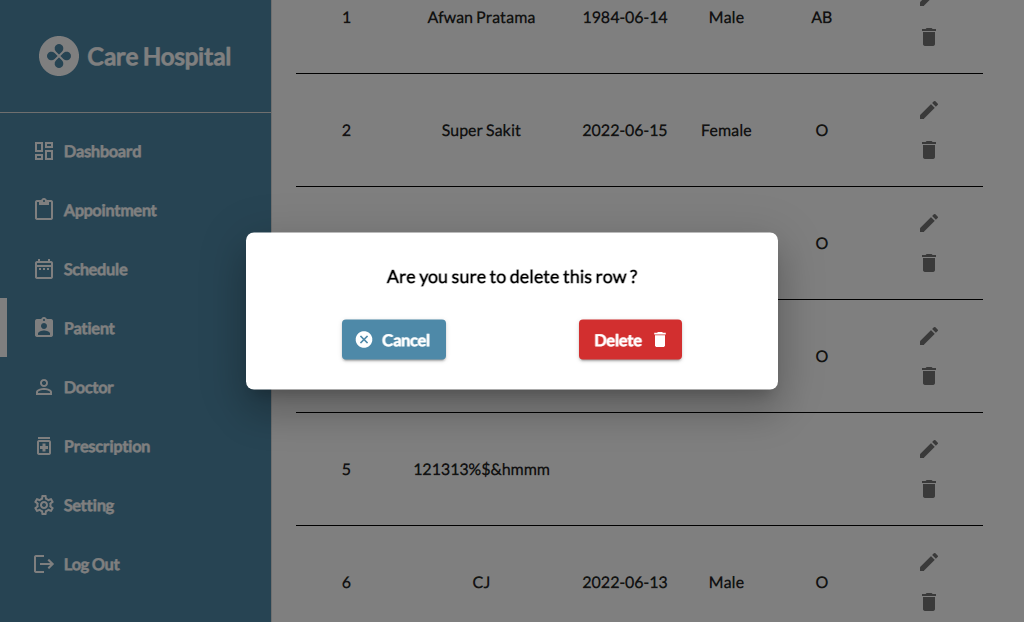 Care Hospital
Dashboard
Appointment
Schedule
Patient
Doctor
Prescription
Setting
Log Out
1 Afwan Pratama 1984-06-14 Male AB
2 Super Sakit 2022-06-15 Female O
O
O
5 121313%$&hmmm
6 CJ 2022-06-13 Male O
Are you sure to delete this row ?
Cancel Delete